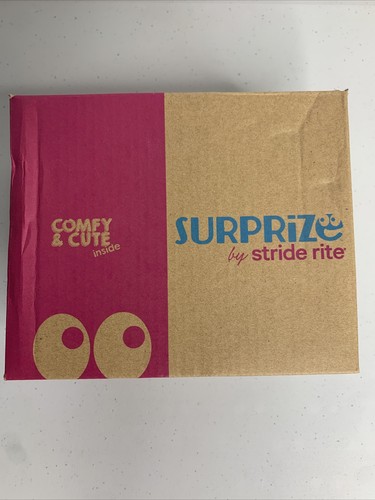 COMFY
& CUTE
inside
SURPRiZe
by stride rite